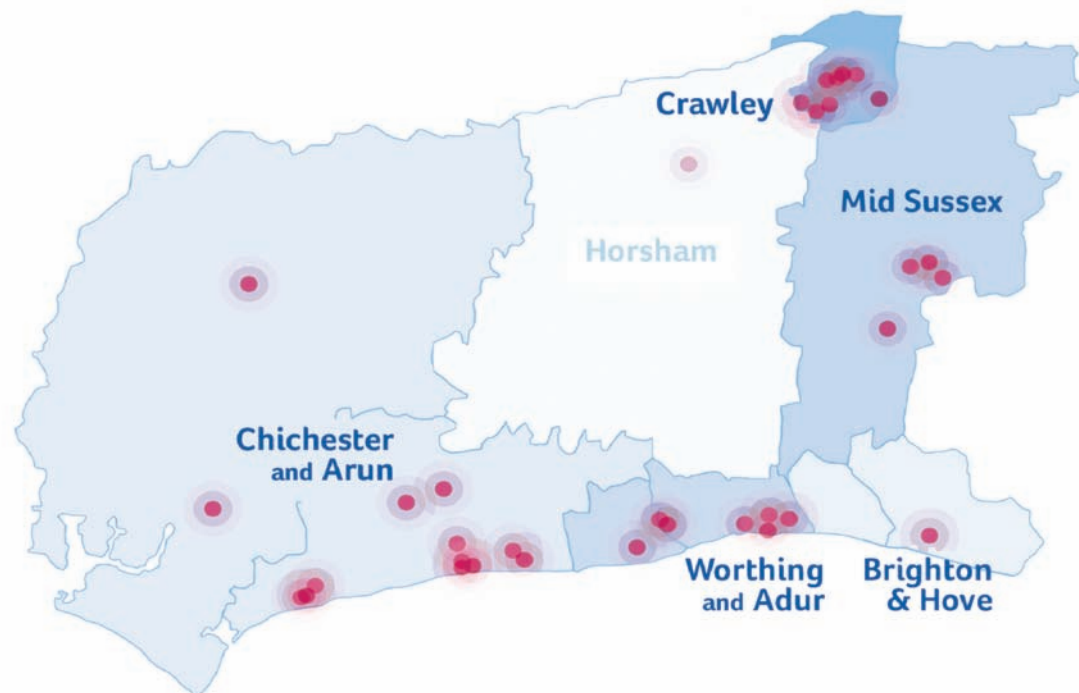 Crawley
Mid Sussex
Horsham
Chichester
and Arun
Worthing
and Adur
Brighton
& Hove